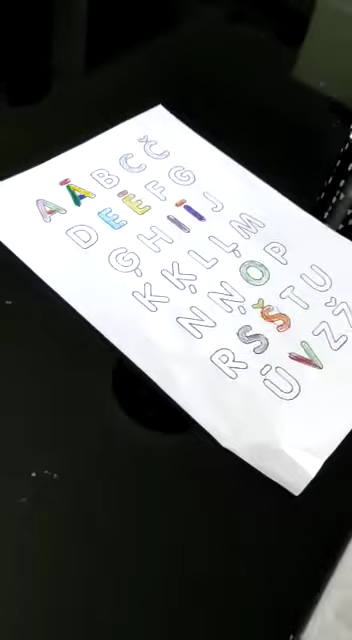 A Ā B C Č
D E Ē F G
Ģ H I Ī J
K Ķ L Ļ M
N Ņ O P
R S Š T U
Ū V Z Ž